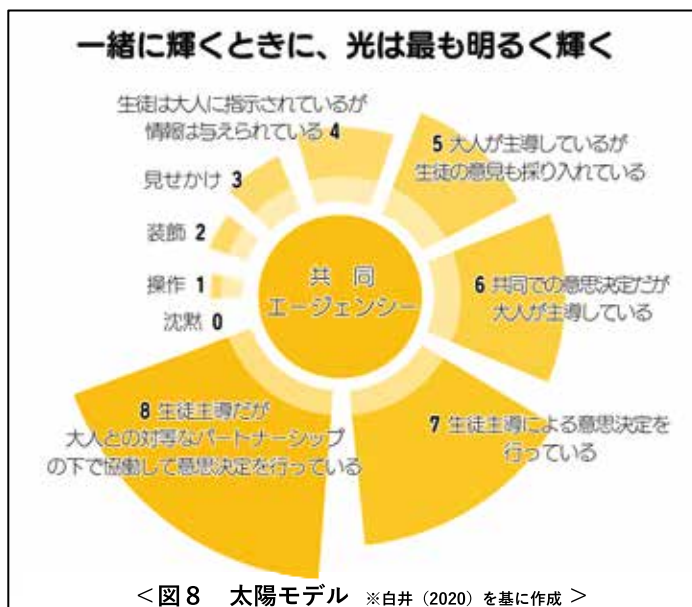 一緒に輝くときに、光は最も明るく輝く
生徒は大人に指示されているが
情報は与えられている 4
5 大人が主導しているが
生徒の意見も採り入れている
見せかけ 3
装飾 2
操作 1
沈黙 0
共 同
エージェンシー
6 共同での意思決定だが
大人が主導している
7 生徒主導による意思決定を
行っている
8 生徒主導だが
大人との対等なパートナーシップ
の下で協働して意思決定を行っている
<図8 太陽モデル ※白井(2020)を基に作成 >